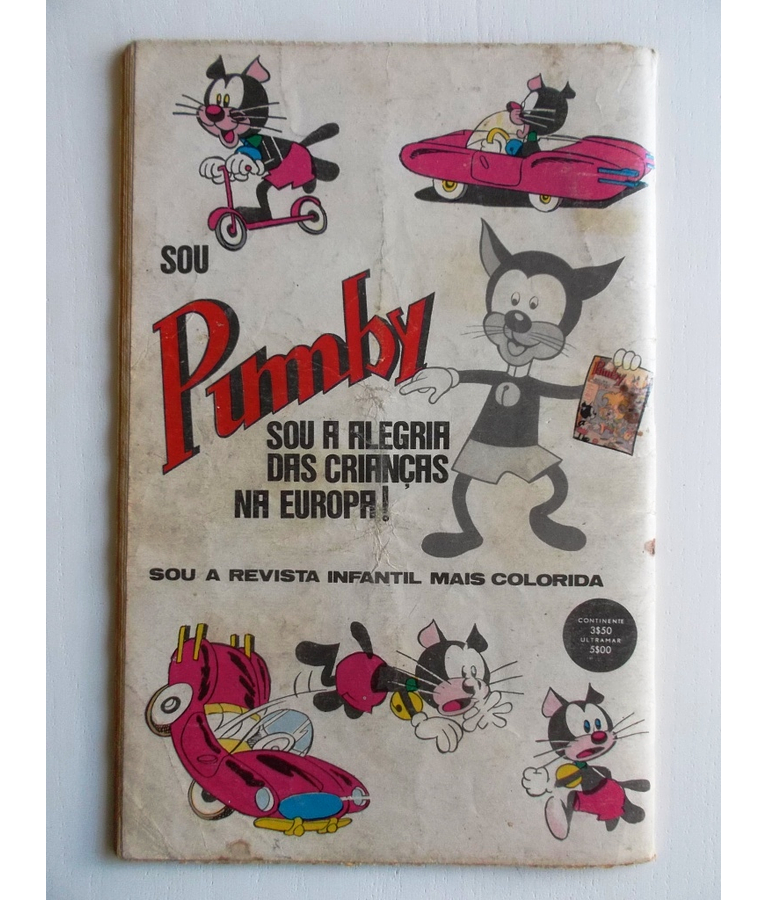 SOU
Pumby
SOU A ALEGRIA
DAS CRIANÇAS
NA EUROPA!
Pumby
SOU A REVISTA INFANTIL MAIS COLORIDA
CONTINENTE
3$50
ULTRAMAR
5$00